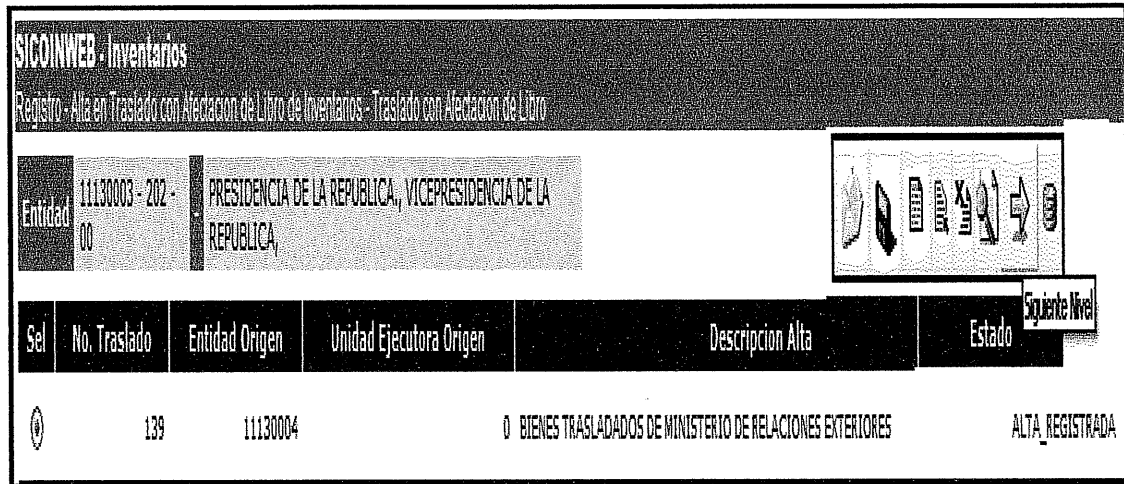 SICOINWEB - Inventarios
Registro - Alta en Traslado con Afectacion de Libro de Inventarios - Traslado con Afectacion de Libro
Entidad 11130003 - 202 - 00 - PRESIDENCIA DE LA REPUBLICA., VICEPRESIDENCIA DE LA REPUBLICA,
Siguiente Nivel
Sel No. Traslado Entidad Origen Unidad Ejecutora Origen Descripcion Alta Estado
139 11130004 0 BIENES TRASLADADOS DE MINISTERIO DE RELACIONES EXTERIORES ALTA_REGISTRADA